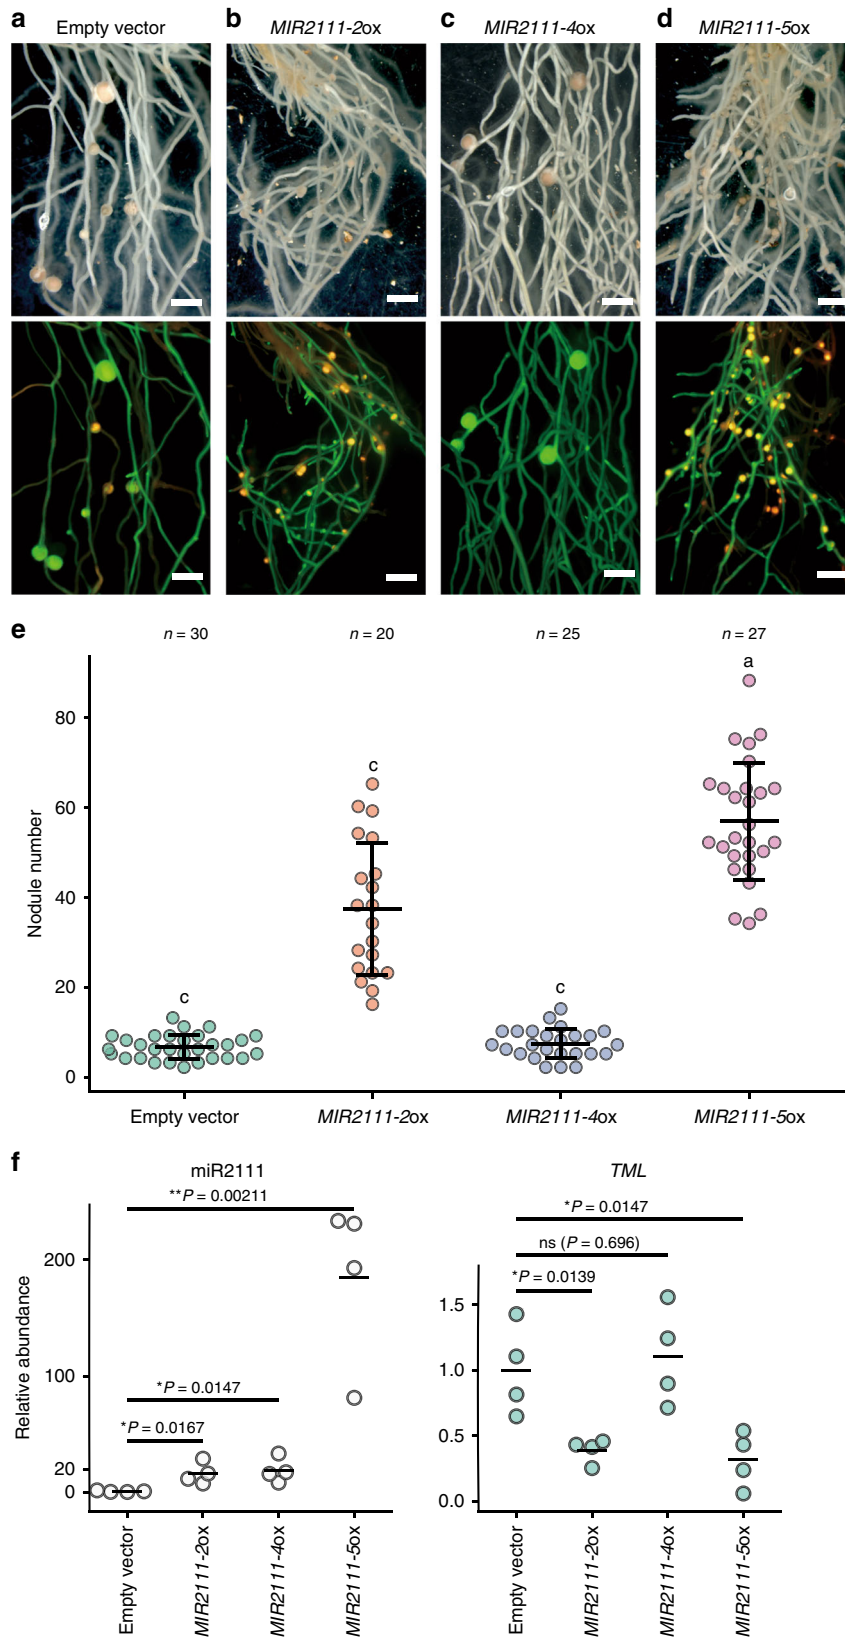 a
Empty vector
b
MIR2111-2ox
c
MIR2111-4ox
d
MIR2111-5ox
e
n = 30
n = 20
n = 25
n = 27
a
c
c
c
Nodule number
80
60
40
20
0
Empty vector
MIR2111-2ox
MIR2111-4ox
MIR2111-5ox
f
miR2111
**P = 0.00211
*P = 0.0147
*P = 0.0167
Relative abundance
200
100
20
0
Empty vector
MIR2111-2ox
MIR2111-4ox
MIR2111-5ox
TML
*P = 0.0147
ns (P = 0.696)
*P = 0.0139
1.5
1.0
0.5
0.0
Empty vector
MIR2111-2ox
MIR2111-4ox
MIR2111-5ox